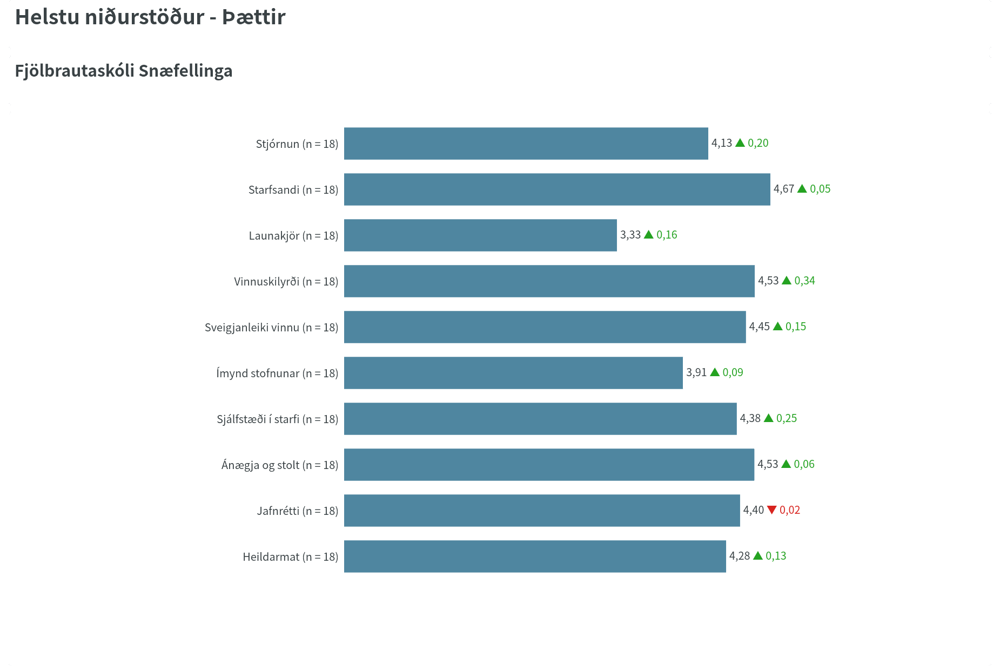 Helstu niðurstöður - Þættir
Fjölbrautaskóli Snæfellinga
Stjórnun (n = 18) 4,13 ▲ 0,20
Starfsandi (n = 18) 4,67 ▲ 0,05
Launakjör (n = 18) 3,33 ▲ 0,16
Vinnuskilyrði (n = 18) 4,53 ▲ 0,34
Sveigjanleiki vinnu (n = 18) 4,45 ▲ 0,15
Ímynd stofnunar (n = 18) 3,91 ▲ 0,09
Sjálfstæði í starfi (n = 18) 4,38 ▲ 0,25
Ánægja og stolt (n = 18) 4,53 ▲ 0,06
Jafnrétti (n = 18) 4,40 ▼ 0,02
Heildarmat (n = 18) 4,28 ▲ 0,13